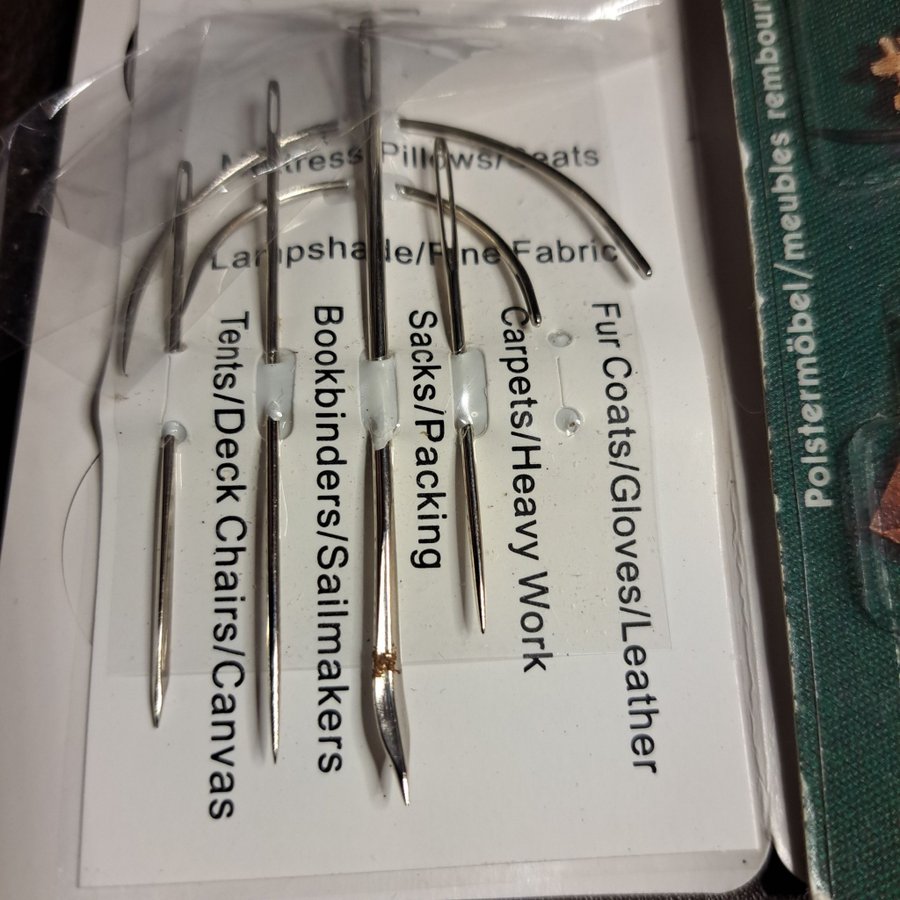 Mattress/Pillows/Seats
Lampshade/Fine Fabric
Tents/Deck Chairs/Canvas
Bookbinders/Sailmakers
Sacks/Packing
Carpets/Heavy Work
Fur Coats/Gloves/Leather
Polstermöbel/meubles rembour